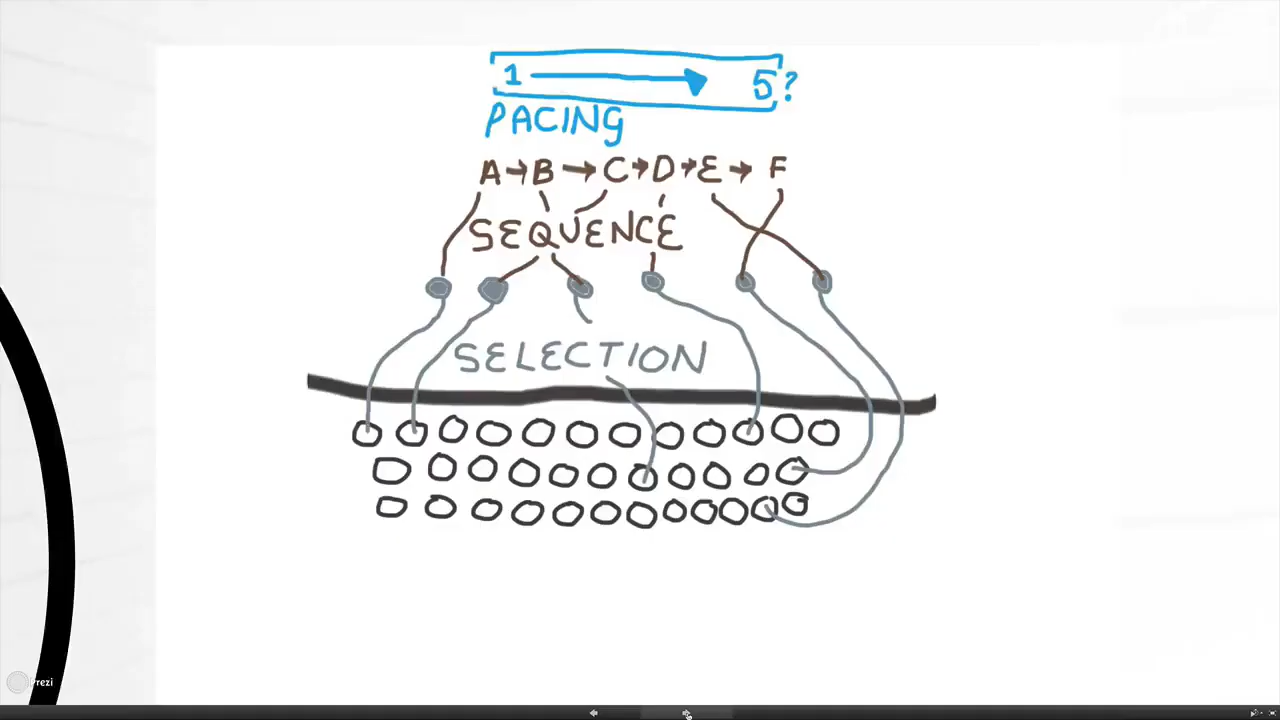 1 → 5?
PACING
A → B → C → D → E → F
SEQUENCE
SELECTION
Prezi